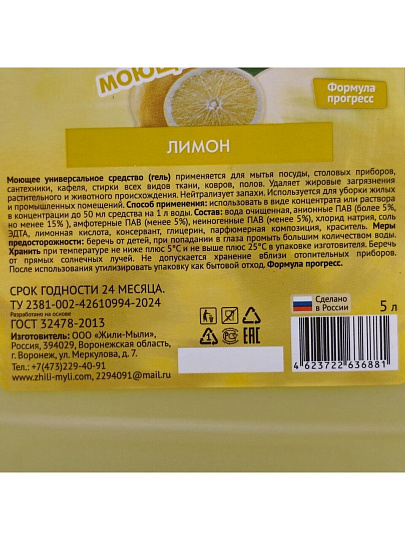 МОЮЩ
Формула
прогресс
ЛИМОН
Моющее универсальное средство (гель) применяется для мытья посуды, столовых приборов,
сантехники, кафеля, стирки всех видов ткани, ковров, полов. Удаляет жировые загрязнения
растительного и животного происхождения. Нейтрализует запахи. Используется для уборки жилых
и промышленных помещений. Способ применения: использовать в виде концентрата или раствора
в концентрации до 50 мл средства на 1 л воды. Состав: вода очищенная, анионные ПАВ (более 5%,
но менее 15% ), амфотерные ПАВ (менее 5%), неионогенные ПАВ (менее 5%), хлорид натрия, соль
ЭДТА, лимонная кислота, консервант, глицерин, парфюмерная композиция, краситель. Меры
предосторожности: беречь от детей, при попадании в глаза промыть большим количеством воды.
Хранить при температуре не ниже плюс 5°С и не выше плюс 25°С в упаковке изготовителя. Беречь
от прямых солнечных лучей. Не допускается хранение вблизи отопительных приборов.
После использования утилизировать упаковку как бытовой отход. Формула прогресс.
СРОК ГОДНОСТИ 24 МЕСЯЦА.
ТУ 2381-002-42610994-2024
Разработано на основе
ГОСТ 32478-2013
Изготовитель: ООО «Жили-Мыли»,
Россия, 394029, Воронежская область,
г. Воронеж, ул. Меркулова, д. 7.
Тел.:+7(473)229-40-91
www.zhili-myli.com, 2294091@mail.ru
1
EAC
Сделано
в России
5 л
4 623722 636881